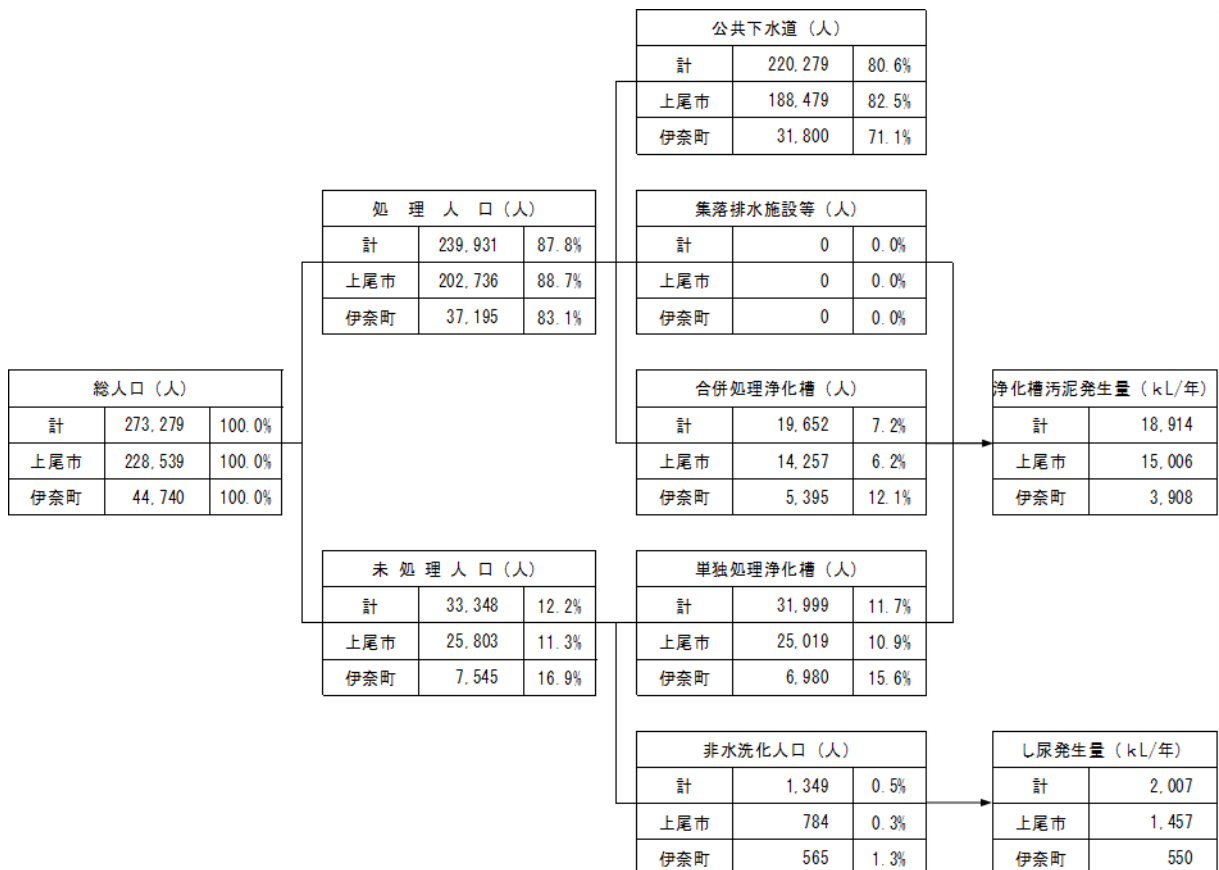 公共下水道（人）
計 220,279 80.6%
上尾市 188,479 82.5%
伊奈町 31,800 71.1%
処理人口（人）
計 239,931 87.8%
上尾市 202,736 88.7%
伊奈町 37,195 83.1%
集落排水施設等（人）
計 0 0.0%
上尾市 0 0.0%
伊奈町 0 0.0%
総人口（人）
計 273,279 100.0%
上尾市 228,539 100.0%
伊奈町 44,740 100.0%
合併処理浄化槽（人）
計 19,652 7.2%
上尾市 14,257 6.2%
伊奈町 5,395 12.1%
浄化槽汚泥発生量（kL/年）
計 18,914
上尾市 15,006
伊奈町 3,908
未処理人口（人）
計 33,348 12.2%
上尾市 25,803 11.3%
伊奈町 7,545 16.9%
単独処理浄化槽（人）
計 31,999 11.7%
上尾市 25,019 10.9%
伊奈町 6,980 15.6%
非水洗化人口（人）
計 1,349 0.5%
上尾市 784 0.3%
伊奈町 565 1.3%
し尿発生量（kL/年）
計 2,007
上尾市 1,457
伊奈町 550